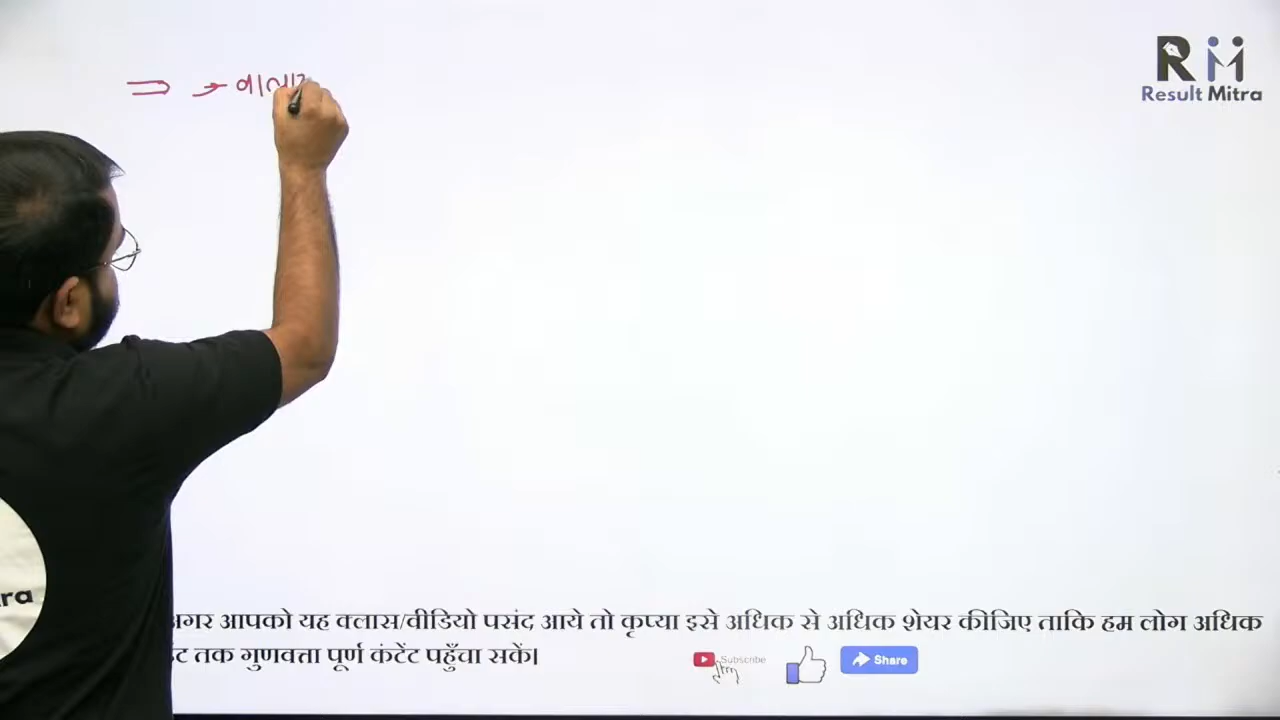 Result Mitra
अगर आपको यह क्लास/वीडियो पसंद आये तो कृप्या इसे अधिक से अधिक शेयर कीजिए ताकि हम लोग अधिक
तक गुणवत्ता पूर्ण कंटेंट पहुँचा सकें।
Subscribe
Share